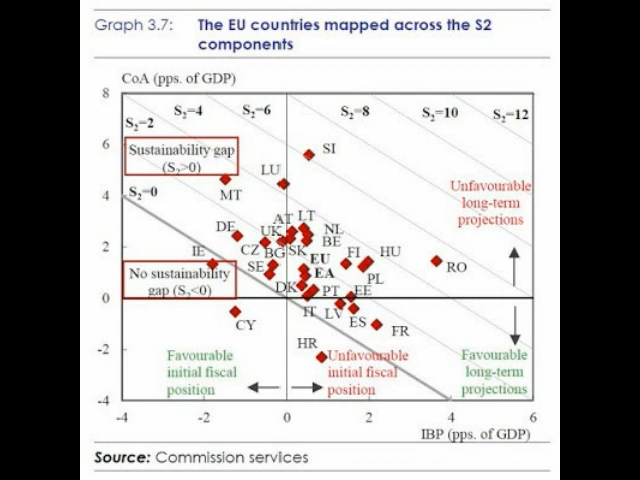 Graph 3.7: The EU countries mapped across the S2
components
CoA (pps. of GDP)
8
S₂=4 S₂=6 S₂=8 S₂=10 S₂=12
S₂=2
6
Sustainability gap
(S₂>0)
SI
LU
4
MT
S₂=0
Unfavourable
long-term
projections
DE
AT LT
UK
NL
BE
2
IE
CZ
BG
SK
FI HU
EU
SE
EA
PL
RO
No sustainability
gap (S₂<0)
DK
PT
EE
0
IT LV
ES
CY
FR
-2
HR
Favourable
initial fiscal
position
Unfavourable
initial fiscal
position
Favourable
long-term
projections
-4
-4 -2 0 2 4 6
IBP (pps. of GDP)
Source: Commission services